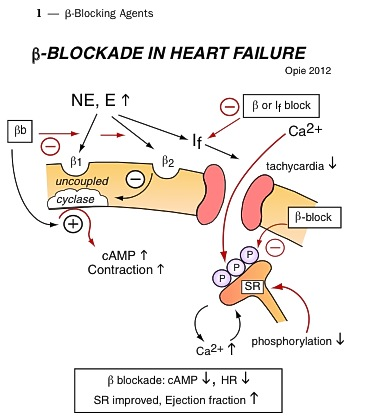 1 — β-Blocking Agents
β-BLOCKADE IN HEART FAILURE
Opie 2012
NE, E ↑
β or If block
βb
If
Ca2+
β1
β2
tachycardia ↓
uncoupled
cyclase
β-block
cAMP ↑
Contraction ↑
P
P
P
SR
Ca2+ ↑
phosphorylation ↓
β blockade: cAMP ↓, HR ↓
SR improved, Ejection fraction ↑